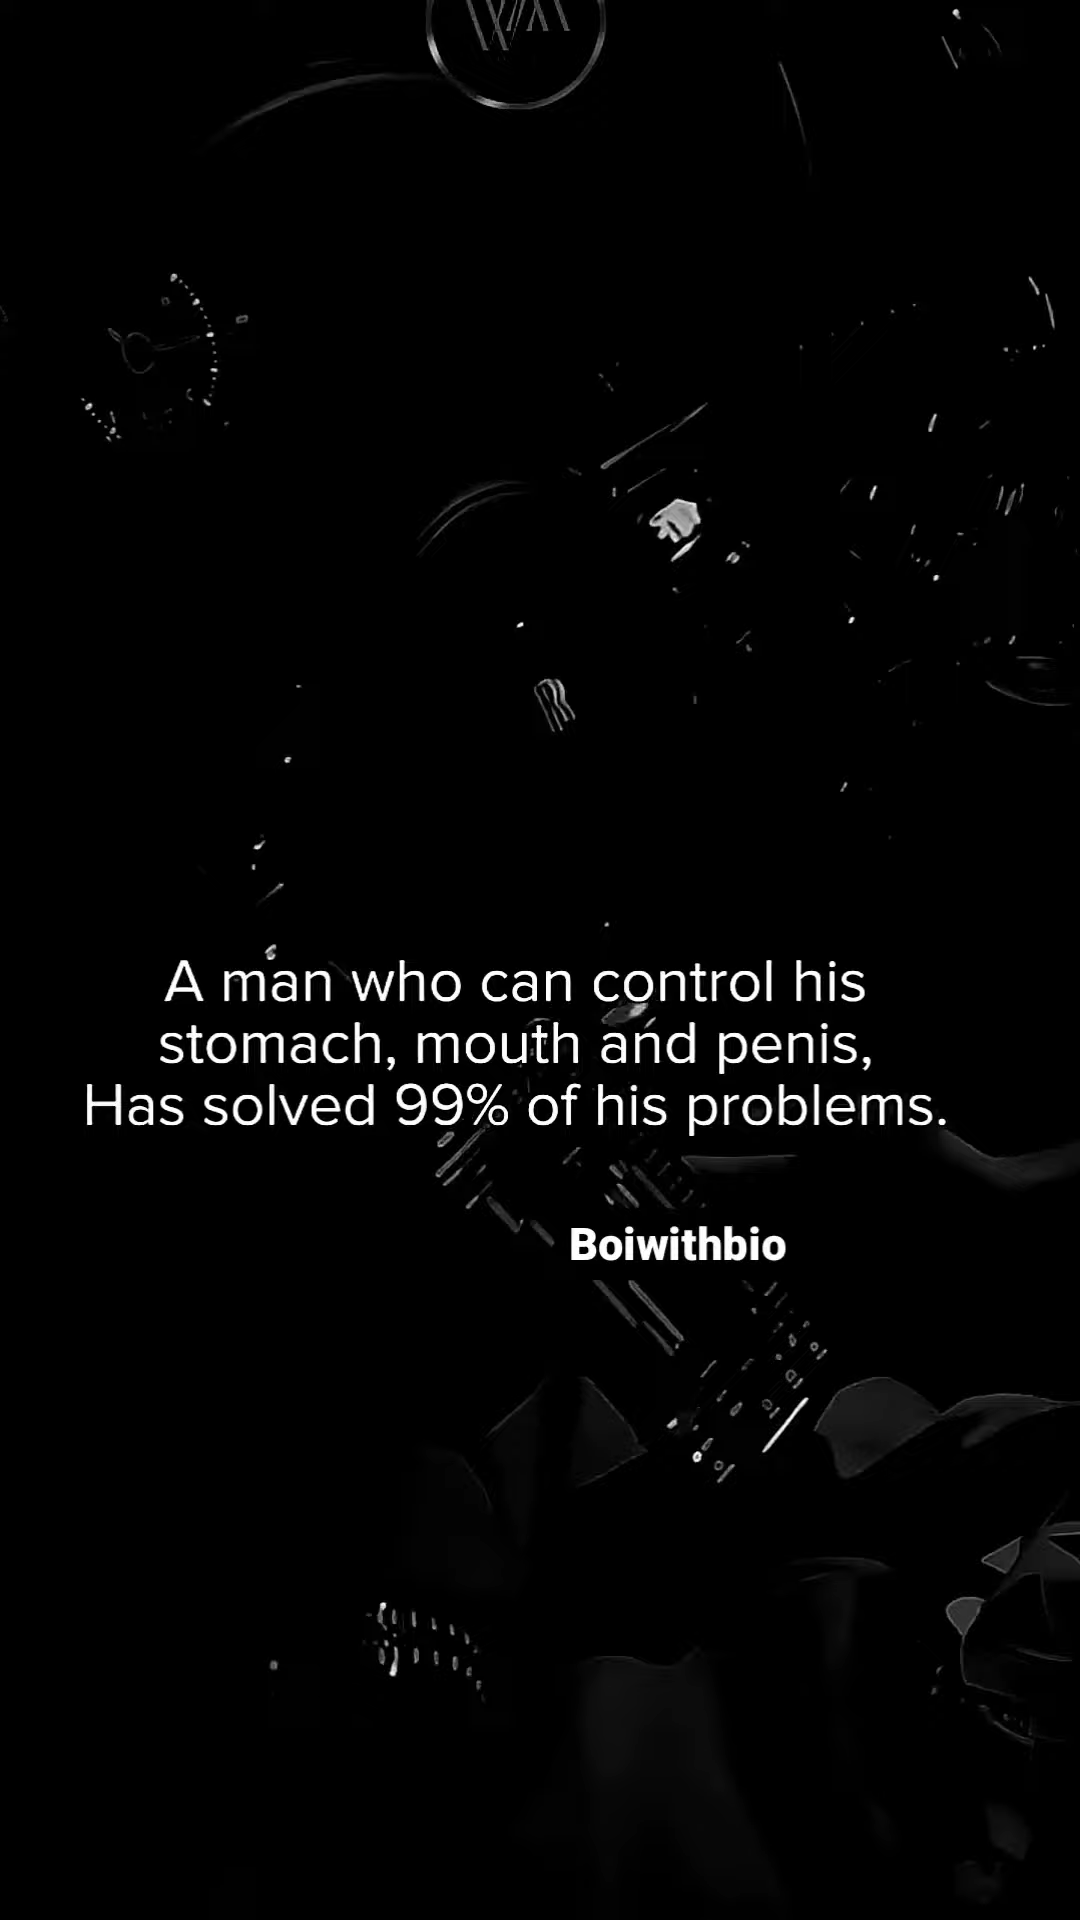 A man who can control his
stomach, mouth and penis,
Has solved 99% of his problems.
Boiwithbio